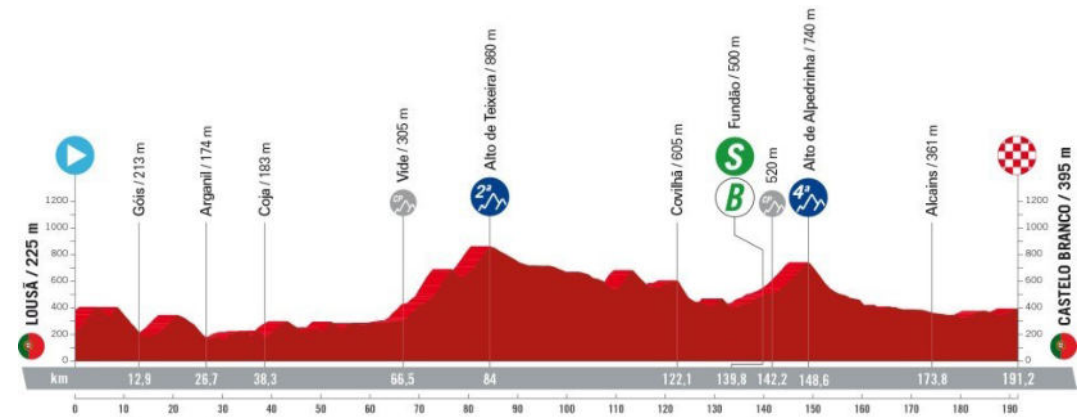 Góis / 213 m
Arganil / 174 m
Coja / 183 m
Vide / 305 m
CP
Alto de Teixeira / 860 m
2ª
Covilhã / 605 m
Fundão / 500 m
S
B
520 m
CP
Alto de Alpedrinha / 740 m
4ª
Alcains / 361 m
LOUSÃ / 225 m
CASTELO BRANCO / 395 m
1200
1000
800
600
400
200
0
1200
1000
800
600
400
200
0
km 12,9 26,7 38,3 66,5 84 122,1 139,8 142,2 148,6 173,8 191,2
0 10 20 30 40 50 60 70 80 90 100 110 120 130 140 150 160 170 180 190